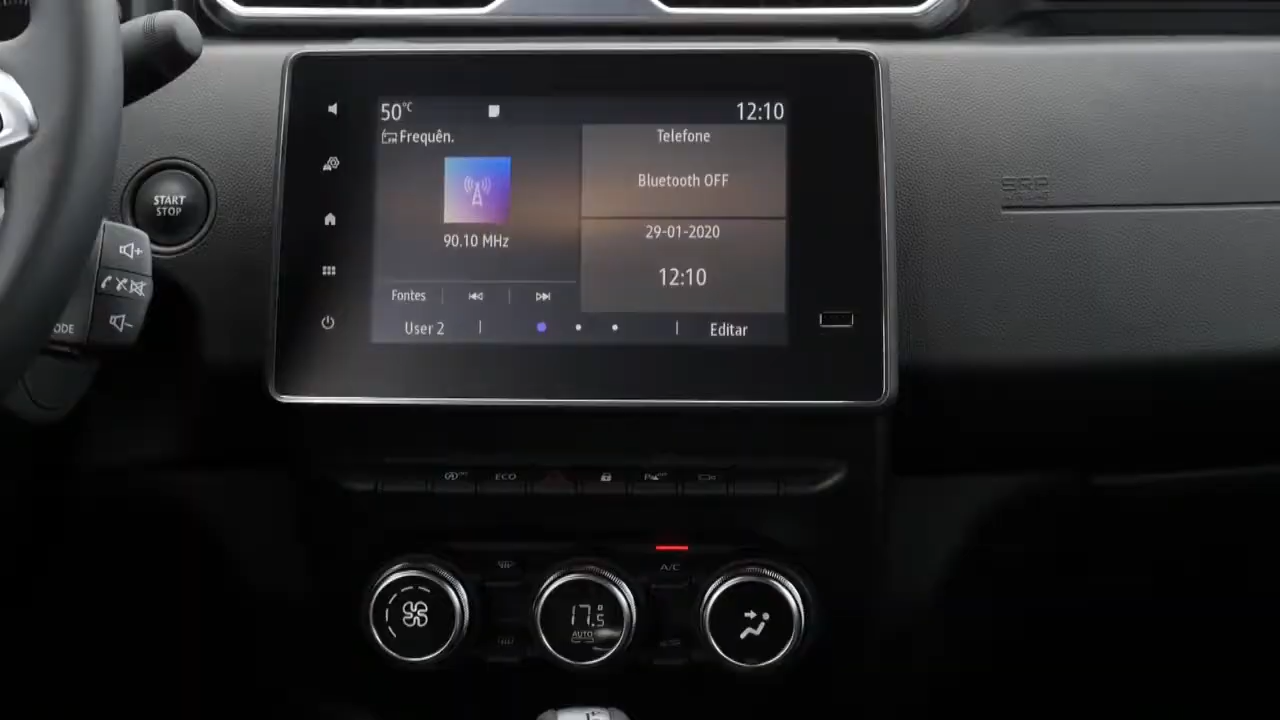 50°C
12:10
Frequên.
Telefone
Bluetooth OFF
90.10 MHz
29-01-2020
12:10
Fontes
User 2
Editar
START
STOP
ODE
ECO
A/C
17.5°
AUTO